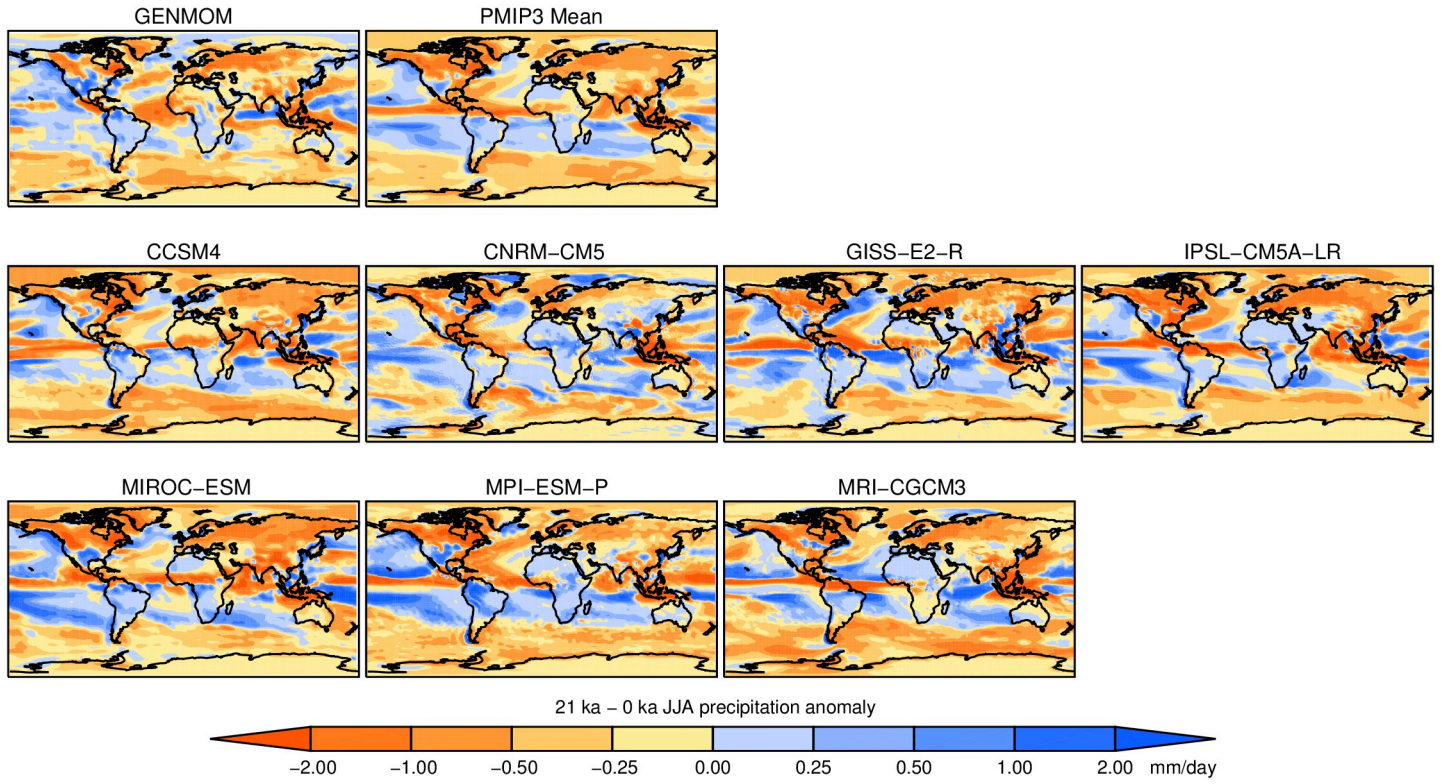 GENMOM PMIP3 Mean
CCSM4 CNRM−CM5 GISS−E2−R IPSL−CM5A−LR
MIROC−ESM MPI−ESM−P MRI−CGCM3
21 ka − 0 ka JJA precipitation anomaly
−2.00 −1.00 −0.50 −0.25 0.00 0.25 0.50 1.00 2.00 mm/day